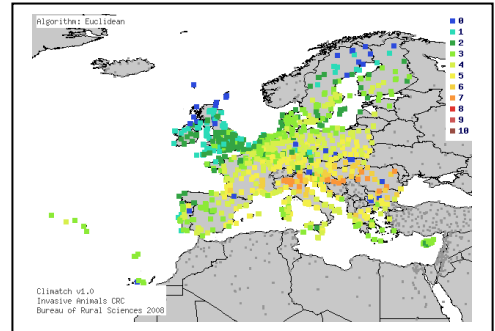 Algorithm: Euclidean
0
1
2
3
4
5
6
7
8
9
10
Climatch v1.0
Invasive Animals CRC
Bureau of Rural Sciences 2008